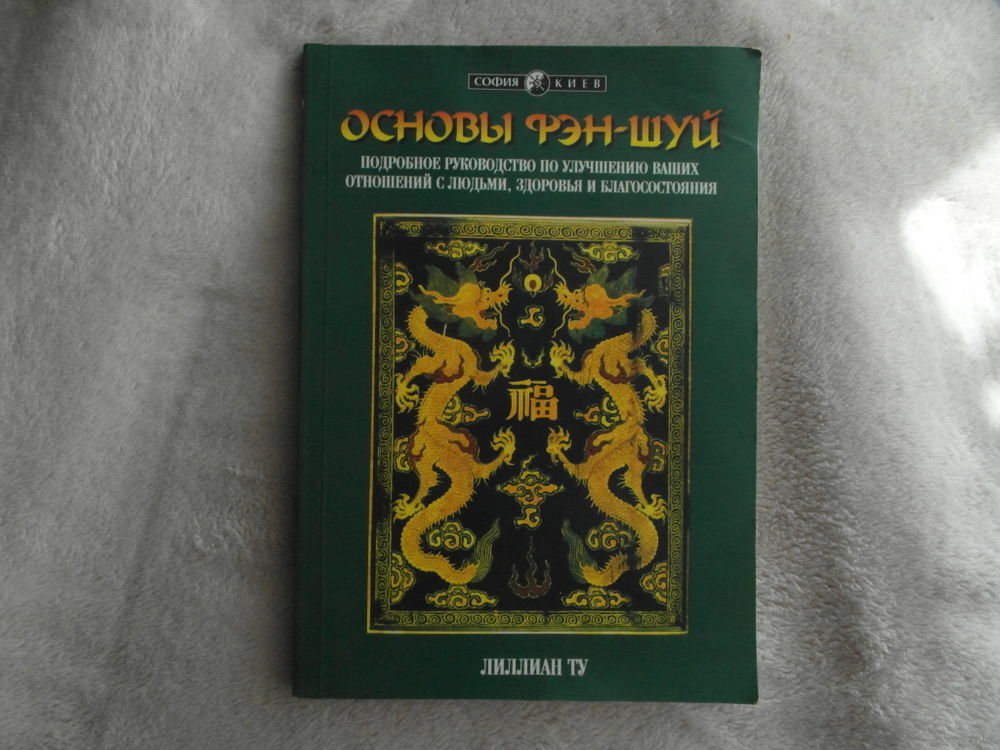 СОФИЯ КИЕВ
ОСНОВЫ ФЭН-ШУЙ
ПОДРОБНОЕ РУКОВОДСТВО ПО УЛУЧШЕНИЮ ВАШИХ
ОТНОШЕНИЙ С ЛЮДЬМИ, ЗДОРОВЬЯ И БЛАГОСОСТОЯНИЯ
福
ЛИЛЛИАН ТУ